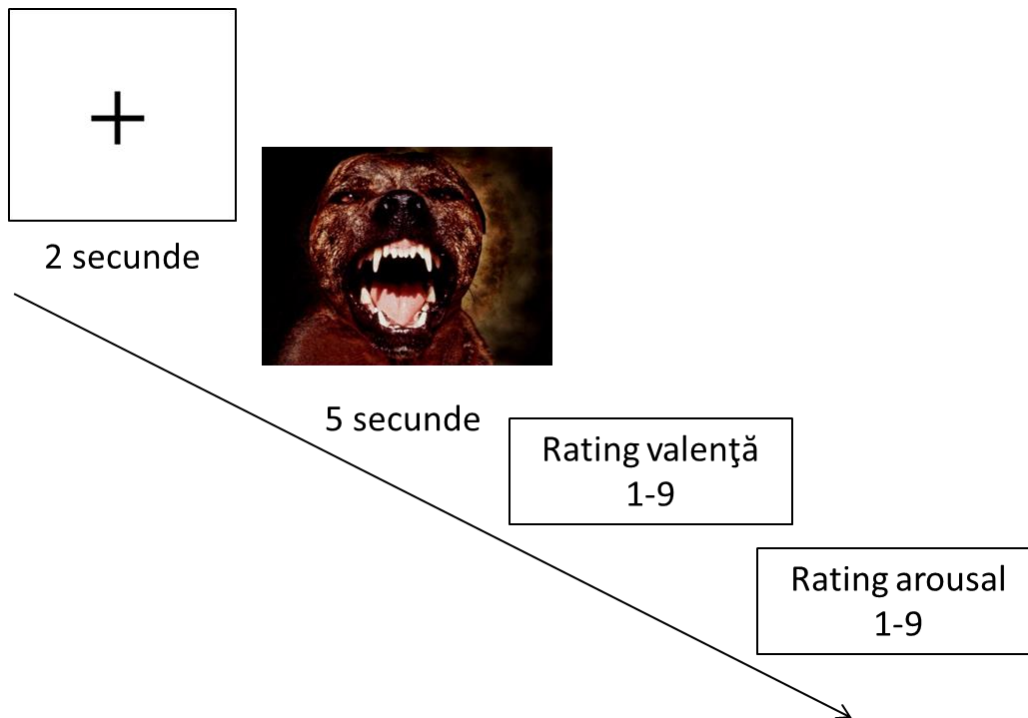 2 secunde
5 secunde
Rating valenţă
1-9
Rating arousal
1-9